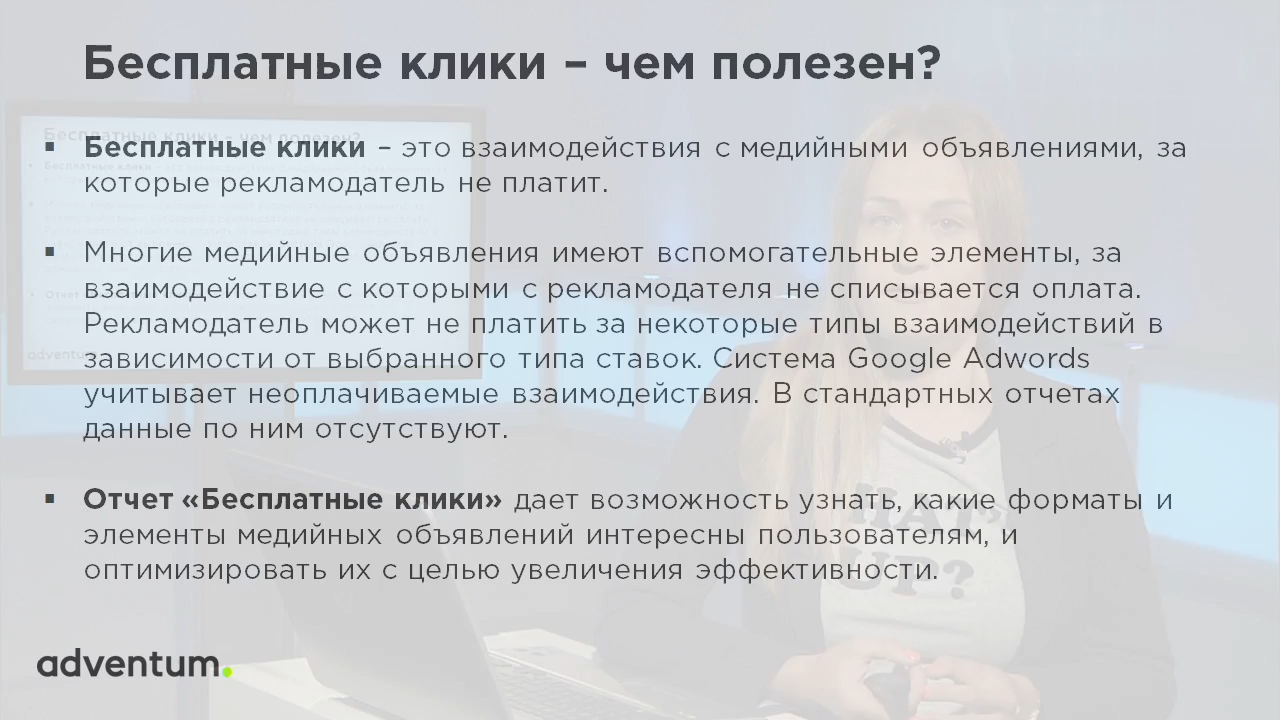 Бесплатные клики – чем полезен?
▪ Бесплатные клики – это взаимодействия с медийными объявлениями, за
которые рекламодатель не платит.
▪ Многие медийные объявления имеют вспомогательные элементы, за
взаимодействие с которыми с рекламодателя не списывается оплата.
Рекламодатель может не платить за некоторые типы взаимодействий в
зависимости от выбранного типа ставок. Система Google Adwords
учитывает неоплачиваемые взаимодействия. В стандартных отчетах
данные по ним отсутствуют.
▪ Отчет «Бесплатные клики» дает возможность узнать, какие форматы и
элементы медийных объявлений интересны пользователям, и
оптимизировать их с целью увеличения эффективности.
adventum.
UP?